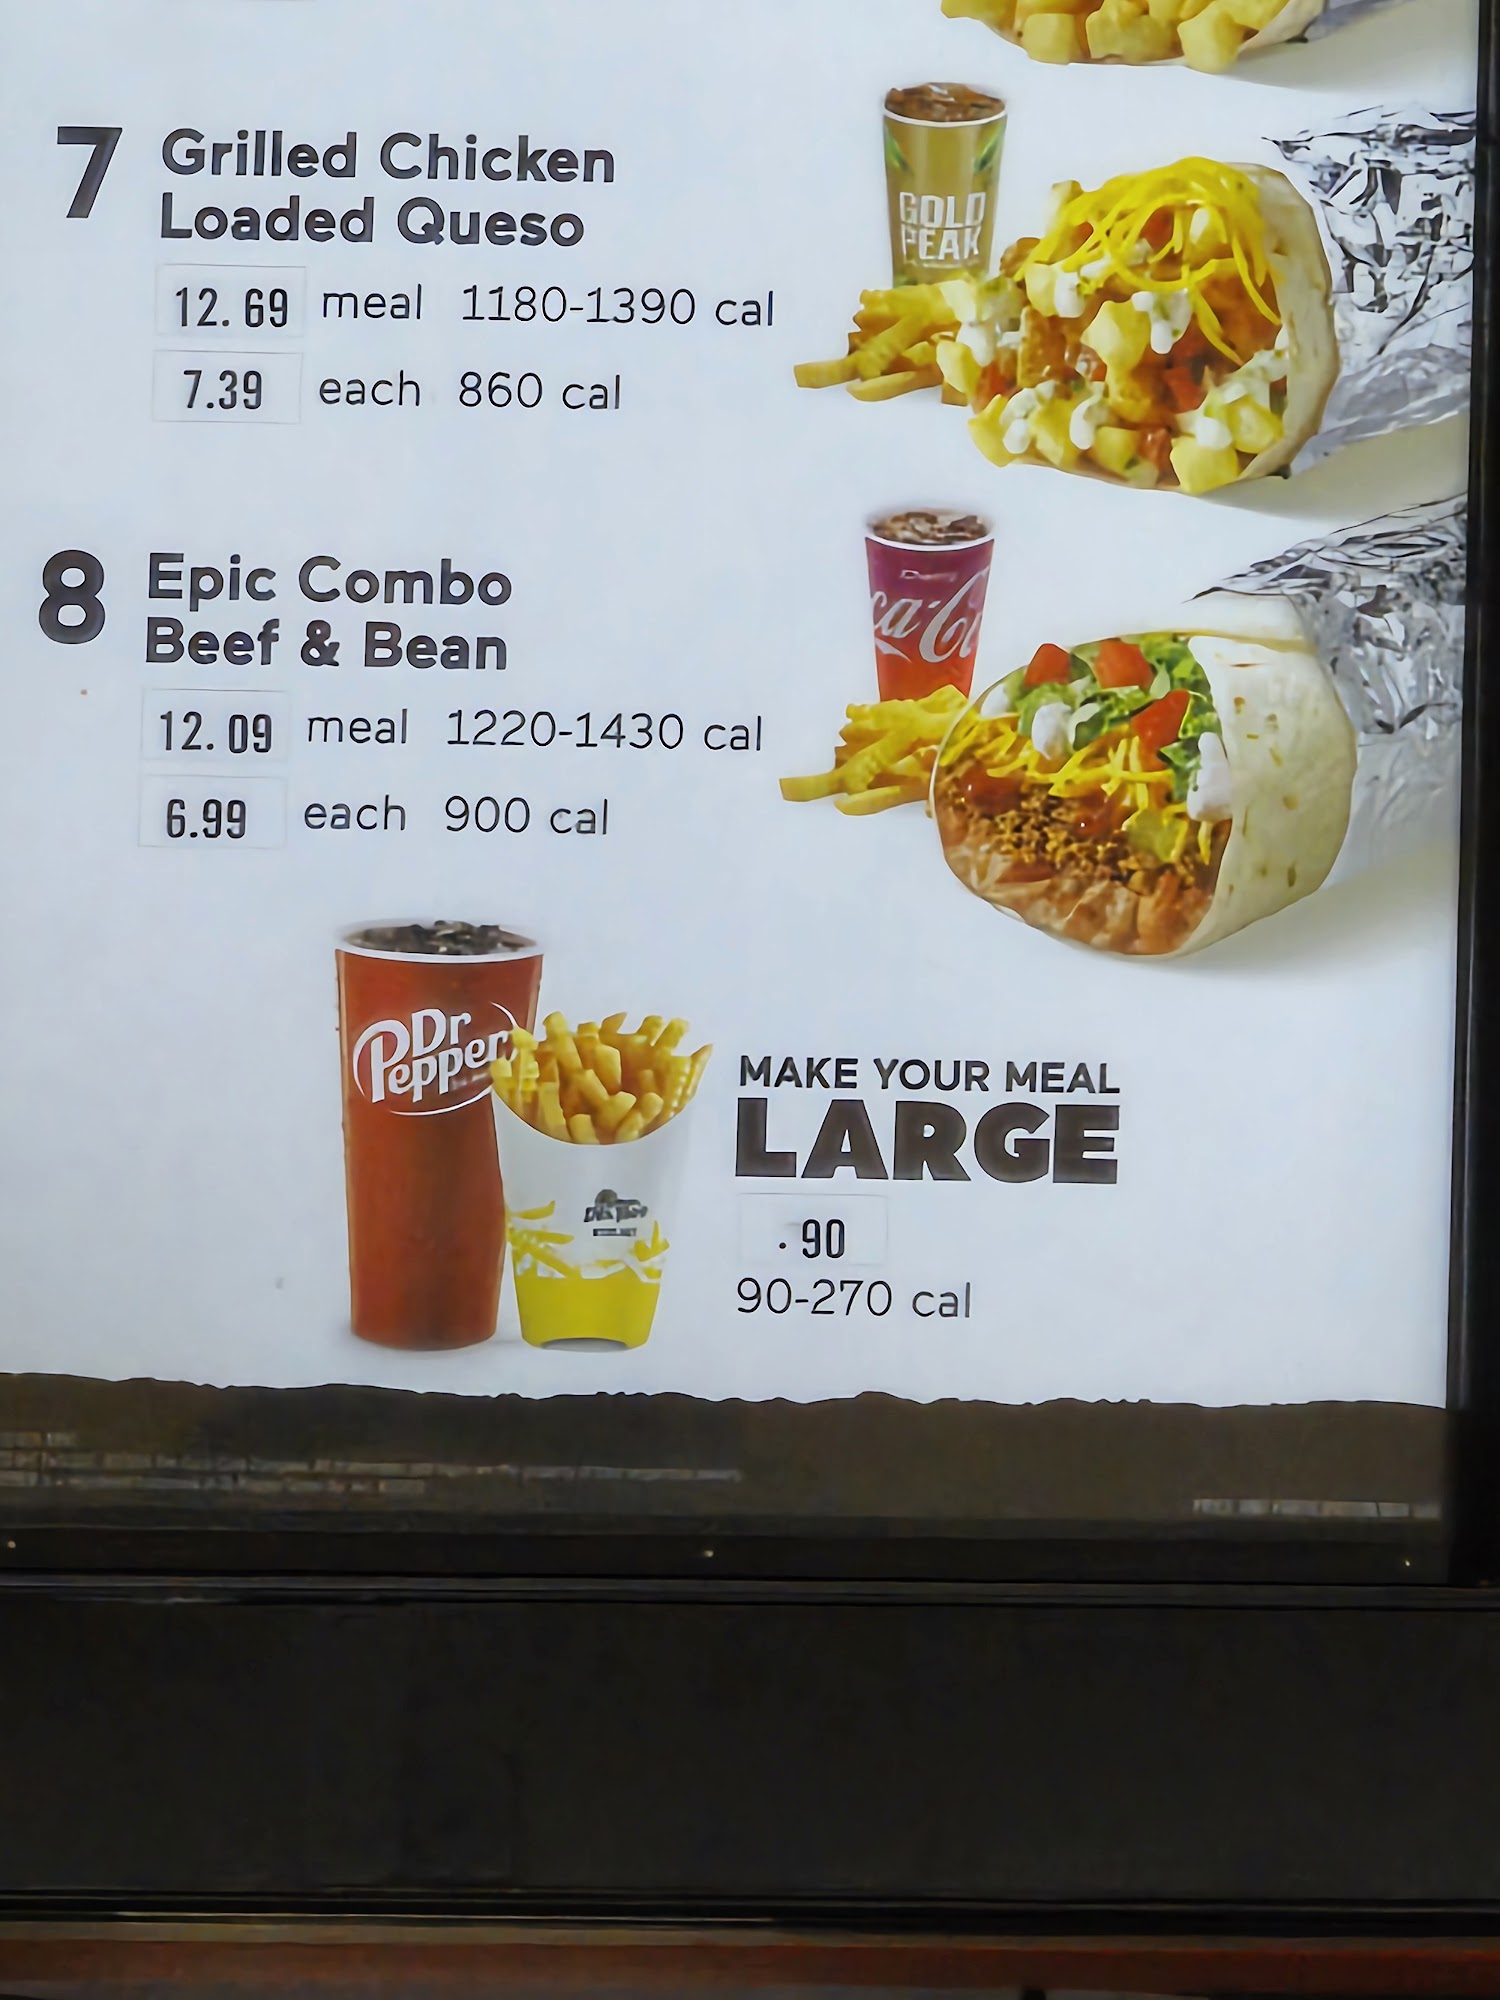 7
Grilled Chicken
Loaded Queso
12.69 meal 1180-1390 cal
7.39 each 860 cal
GOLD
PEAK
8
Epic Combo
Beef & Bean
12.09 meal 1220-1430 cal
6.99 each 900 cal
Dr
Pepper
MAKE YOUR MEAL
LARGE
.90
90-270 cal